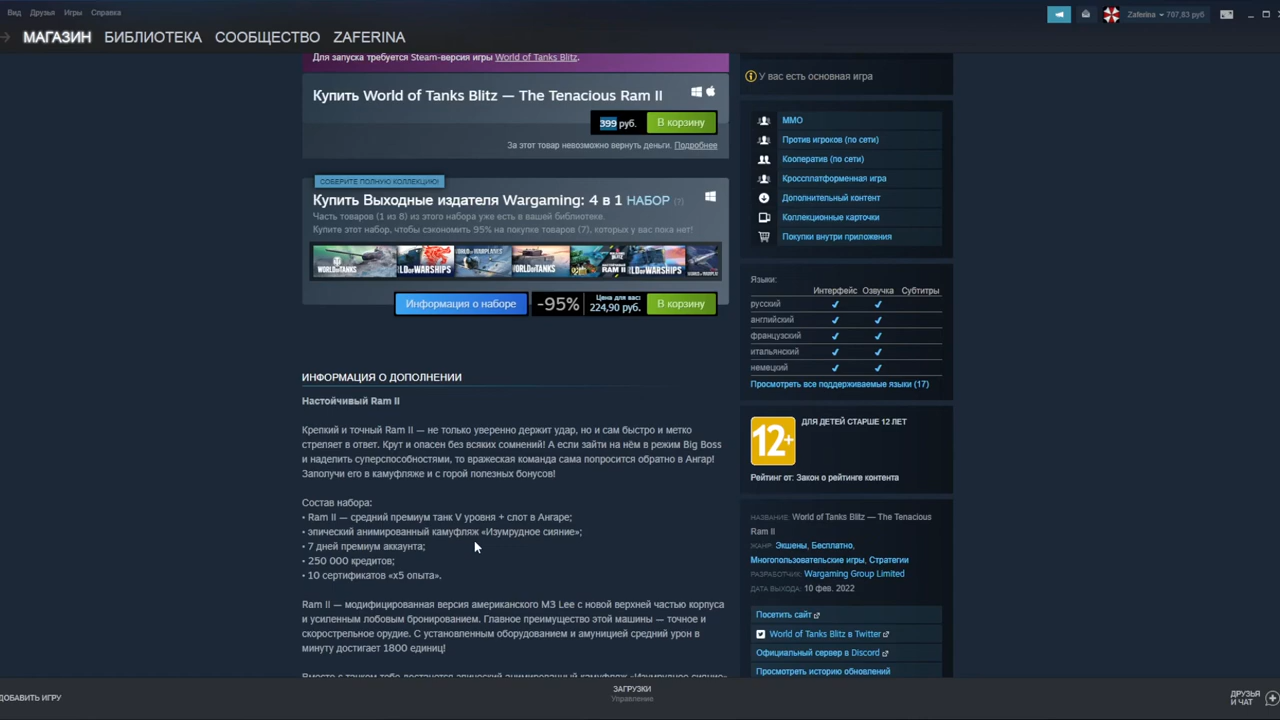 Вид Друзья Игры Справка
Zaferina 707,83 руб
МАГАЗИН БИБЛИОТЕКА СООБЩЕСТВО ZAFERINA
Для запуска требуется Steam-версия игры World of Tanks Blitz.
Купить World of Tanks Blitz — The Tenacious Ram II
399 руб. В корзину
За этот товар невозможно вернуть деньги. Подробнее
СОБЕРИТЕ ПОЛНУЮ КОЛЛЕКЦИЮ!
Купить Выходные издателя Wargaming: 4 в 1 НАБОР (?)
Часть товаров (1 из 8) из этого набора уже есть в вашей библиотеке.
Купите этот набор, чтобы сэкономить 95% на покупке товаров (7), которых у вас пока нет!
Информация о наборе -95% Цена для вас: 224,90 руб. В корзину
ИНФОРМАЦИЯ О ДОПОЛНЕНИИ
Настойчивый Ram II
Крепкий и точный Ram II — не только уверенно держит удар, но и сам быстро и метко
стреляет в ответ. Крут и опасен без всяких сомнений! А если зайти на нём в режим Big Boss
и наделить суперспособностями, то вражеская команда сама попросится обратно в Ангар!
Заполучи его в камуфляже и с горой полезных бонусов!
Состав набора:
• Ram II — средний премиум танк V уровня + слот в Ангаре;
• эпический анимированный камуфляж «Изумрудное сияние»;
• 7 дней премиум аккаунта;
• 250 000 кредитов;
• 10 сертификатов «x5 опыта».
Ram II — модифицированная версия американского M3 Lee с новой верхней частью корпуса
и усиленным лобовым бронированием. Главное преимущество этой машины — точное и
скорострельное орудие. С установленным оборудованием и амуницией средний урон в
минуту достигает 1800 единиц!
Вместе с танком тебе достанется эпический анимированный камуфляж «Изумрудное сияние»
У вас есть основная игра
MMO
Против игроков (по сети)
Кооператив (по сети)
Кроссплатформенная игра
Дополнительный контент
Коллекционные карточки
Покупки внутри приложения
Языки:
Интерфейс Озвучка Субтитры
русский ✔ ✔
английский ✔ ✔
французский ✔ ✔
итальянский ✔ ✔
немецкий ✔ ✔
Просмотреть все поддерживаемые языки (17)
12+
ДЛЯ ДЕТЕЙ СТАРШЕ 12 ЛЕТ
Рейтинг от: Закон о рейтинге контента
НАЗВАНИЕ: World of Tanks Blitz — The Tenacious
Ram II
ЖАНР: Экшены, Бесплатно,
Многопользовательские игры, Стратегии
РАЗРАБОТЧИК: Wargaming Group Limited
ДАТА ВЫХОДА: 10 фев. 2022
Посетить сайт
World of Tanks Blitz в Twitter
Официальный сервер в Discord
Просмотреть историю обновлений
ДОБАВИТЬ ИГРУ
ЗАГРУЗКИ
Управление
ДРУЗЬЯ
И ЧАТ